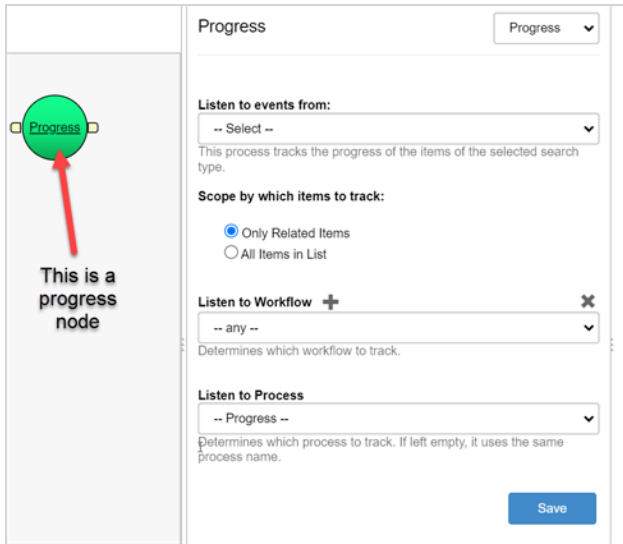 Progress
Progress
Progress
This is a
progress
node
Listen to events from:
-- Select --
This process tracks the progress of the items of the selected search
type.
Scope by which items to track:
Only Related Items
All Items in List
Listen to Workflow
-- any --
Determines which workflow to track.
Listen to Process
-- Progress --
Determines which process to track. If left empty, it uses the same
process name.
Save